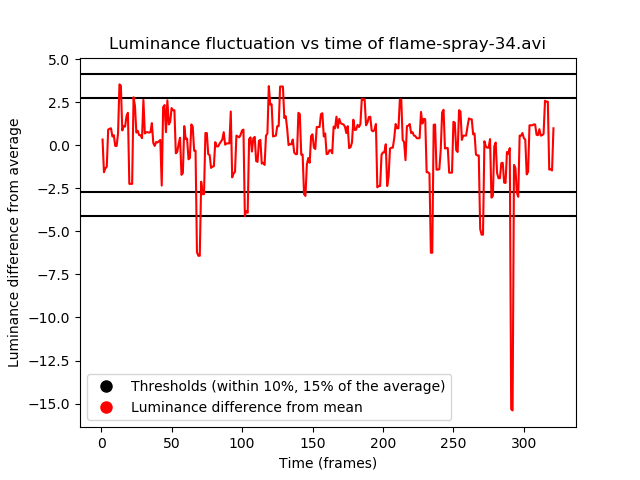 Luminance fluctuation vs time of flame-spray-34.avi
Luminance difference from average
5.0
2.5
0.0
−2.5
−5.0
−7.5
−10.0
−12.5
−15.0
Thresholds (within 10%, 15% of the average)
Luminance difference from mean
0 50 100 150 200 250 300
Time (frames)